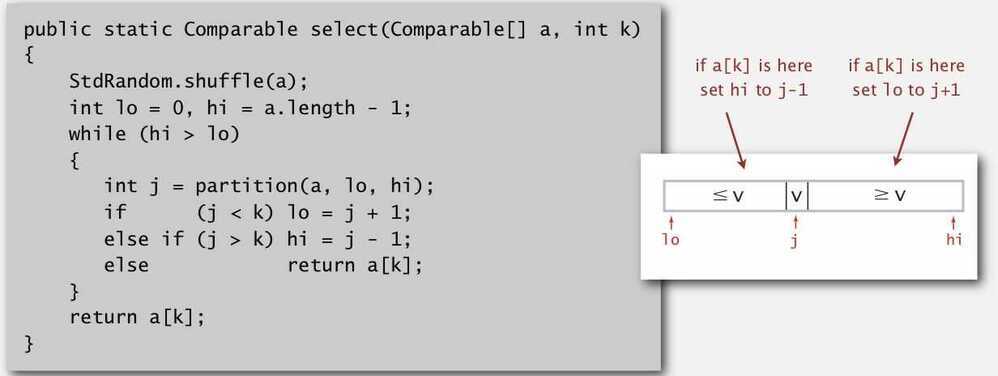 public static Comparable select(Comparable[] a, int k)
{
    StdRandom.shuffle(a);
    int lo = 0, hi = a.length - 1;
    while (hi > lo)
    {
       int j = partition(a, lo, hi);
       if      (j < k) lo = j + 1;
       else if (j > k) hi = j - 1;
       else            return a[k];
    }
    return a[k];
}
if a[k] is here
set hi to j-1
if a[k] is here
set lo to j+1
≤ v v ≥ v
lo j hi